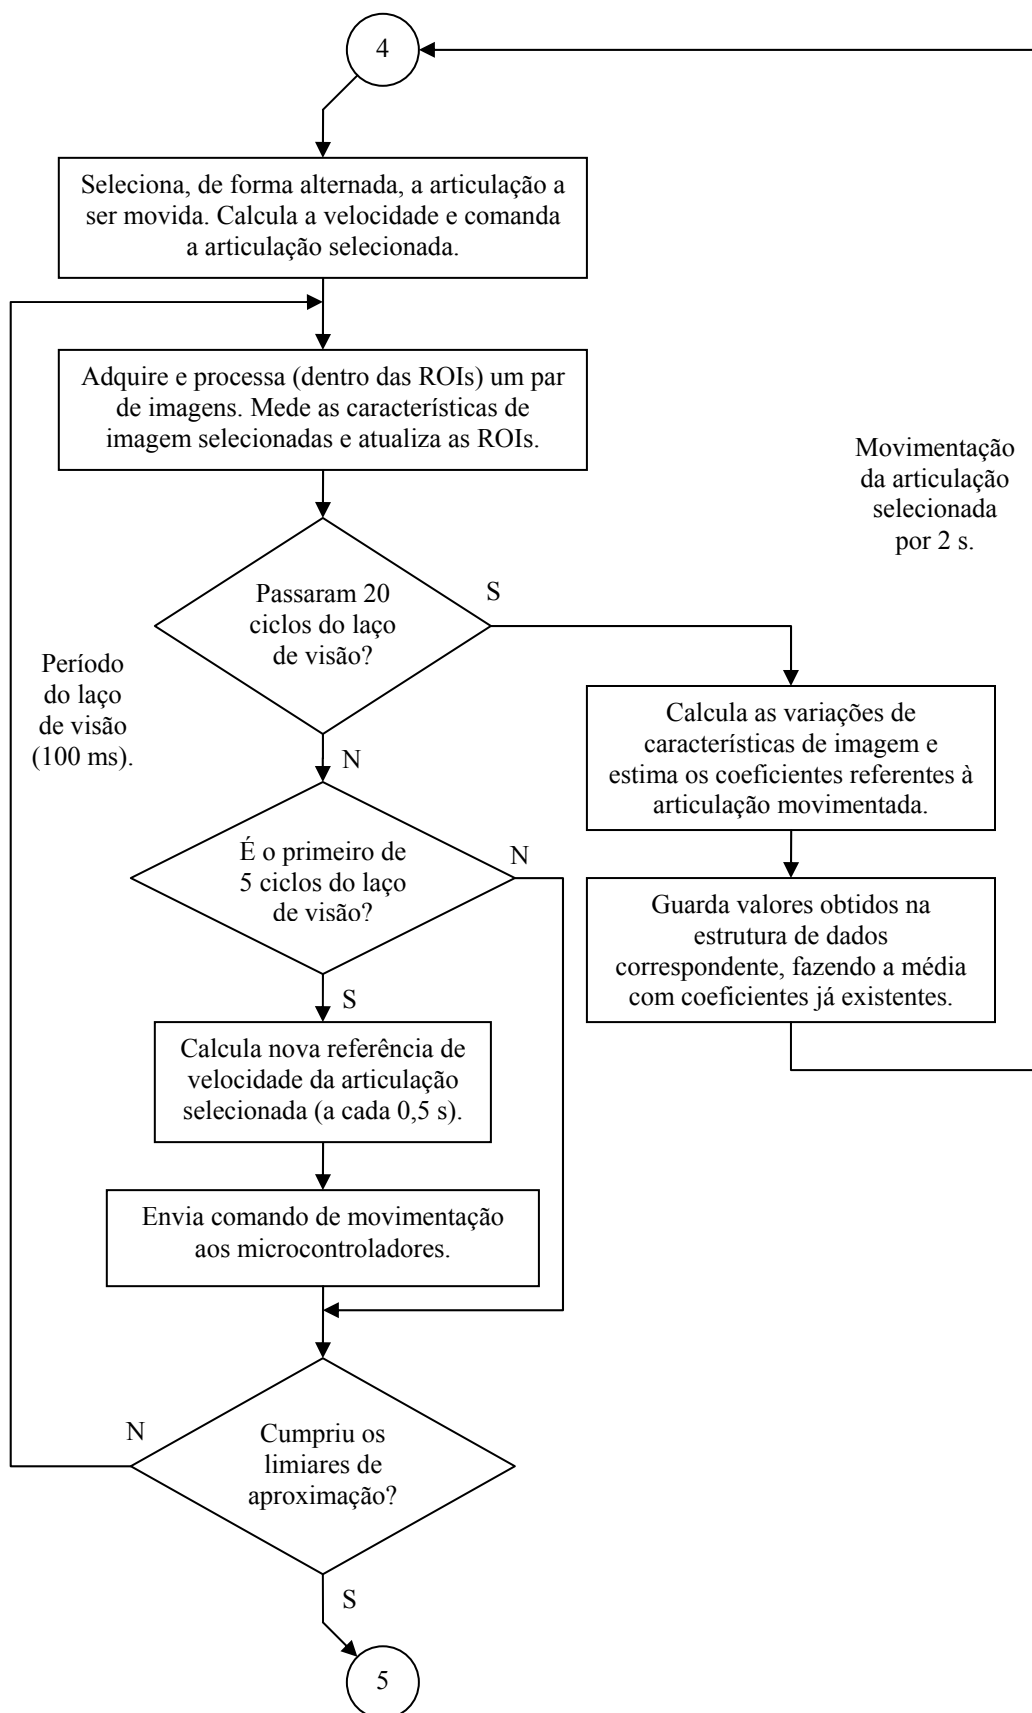 4
Seleciona, de forma alternada, a articulação a
ser movida. Calcula a velocidade e comanda
a articulação selecionada.
Adquire e processa (dentro das ROIs) um par
de imagens. Mede as características de
imagem selecionadas e atualiza as ROIs.
Movimentação
da articulação
selecionada
por 2 s.
Passaram 20
ciclos do laço
de visão?
S
N
Período
do laço
de visão
(100 ms).
Calcula as variações de
características de imagem e
estima os coeficientes referentes à
articulação movimentada.
É o primeiro de
5 ciclos do laço
de visão?
N
S
Guarda valores obtidos na
estrutura de dados
correspondente, fazendo a média
com coeficientes já existentes.
Calcula nova referência de
velocidade da articulação
selecionada (a cada 0,5 s).
Envia comando de movimentação
aos microcontroladores.
Cumpriu os
limiares de
aproximação?
N
S
5